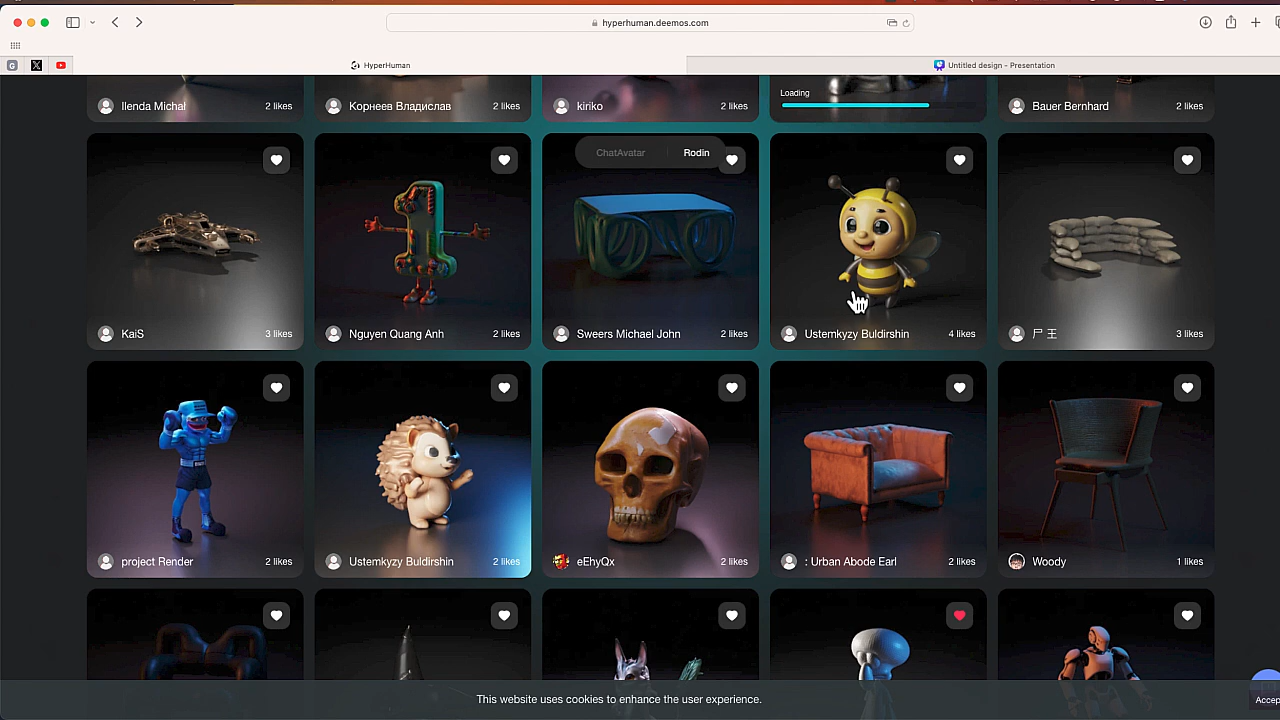 hyperhuman.deemos.com
HyperHuman
Untitled design - Presentation
Ilenda Michał 2 likes
Корнеев Владислав 2 likes
kiriko 2 likes
Loading
Bauer Bernhard 2 likes
ChatAvatar Rodin
KaiS 3 likes
Nguyen Quang Anh 2 likes
Sweers Michael John 2 likes
Ustemkyzy Buldirshin 4 likes
尸 王 3 likes
project Render 2 likes
Ustemkyzy Buldirshin 2 likes
eEhyQx 2 likes
: Urban Abode Earl 2 likes
Woody 1 likes
This website uses cookies to enhance the user experience.
Accep